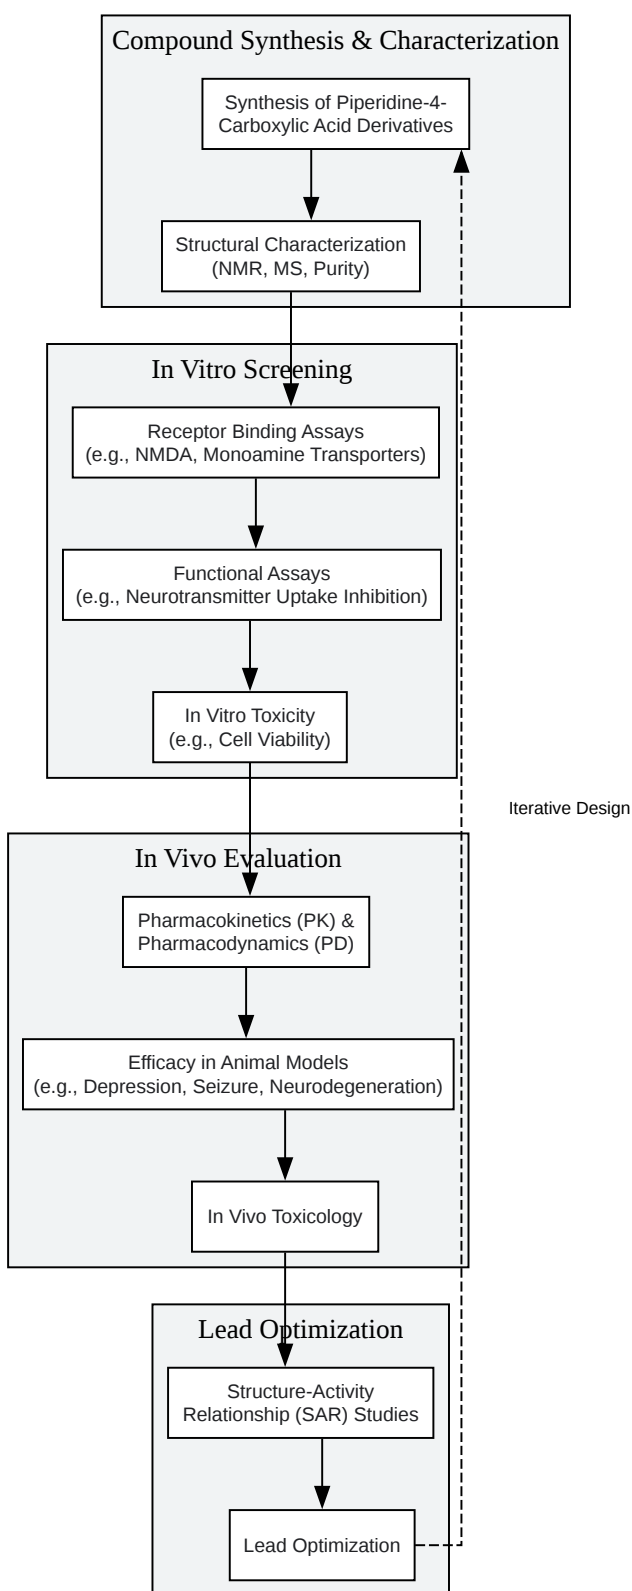 Compound Synthesis & Characterization
Synthesis of Piperidine-4-
Carboxylic Acid Derivatives
Structural Characterization
(NMR, MS, Purity)
In Vitro Screening
Receptor Binding Assays
(e.g., NMDA, Monoamine Transporters)
Functional Assays
(e.g., Neurotransmitter Uptake Inhibition)
In Vitro Toxicity
(e.g., Cell Viability)
Iterative Design
In Vivo Evaluation
Pharmacokinetics (PK) &
Pharmacodynamics (PD)
Efficacy in Animal Models
(e.g., Depression, Seizure, Neurodegeneration)
In Vivo Toxicology
Lead Optimization
Structure-Activity
Relationship (SAR) Studies
Lead Optimization